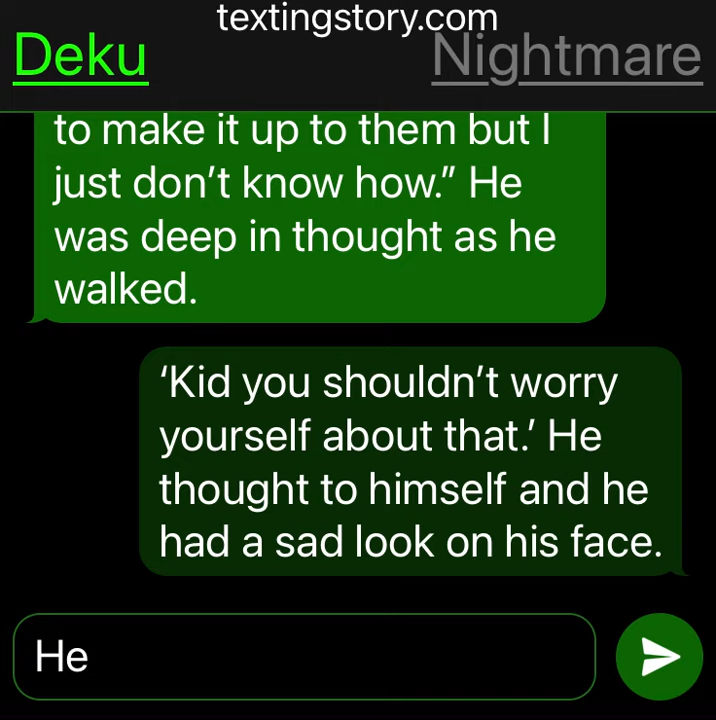 textingstory.com
Deku Nightmare
to make it up to them but I
just don’t know how.” He
was deep in thought as he
walked.
‘Kid you shouldn’t worry
yourself about that.’ He
thought to himself and he
had a sad look on his face.
He